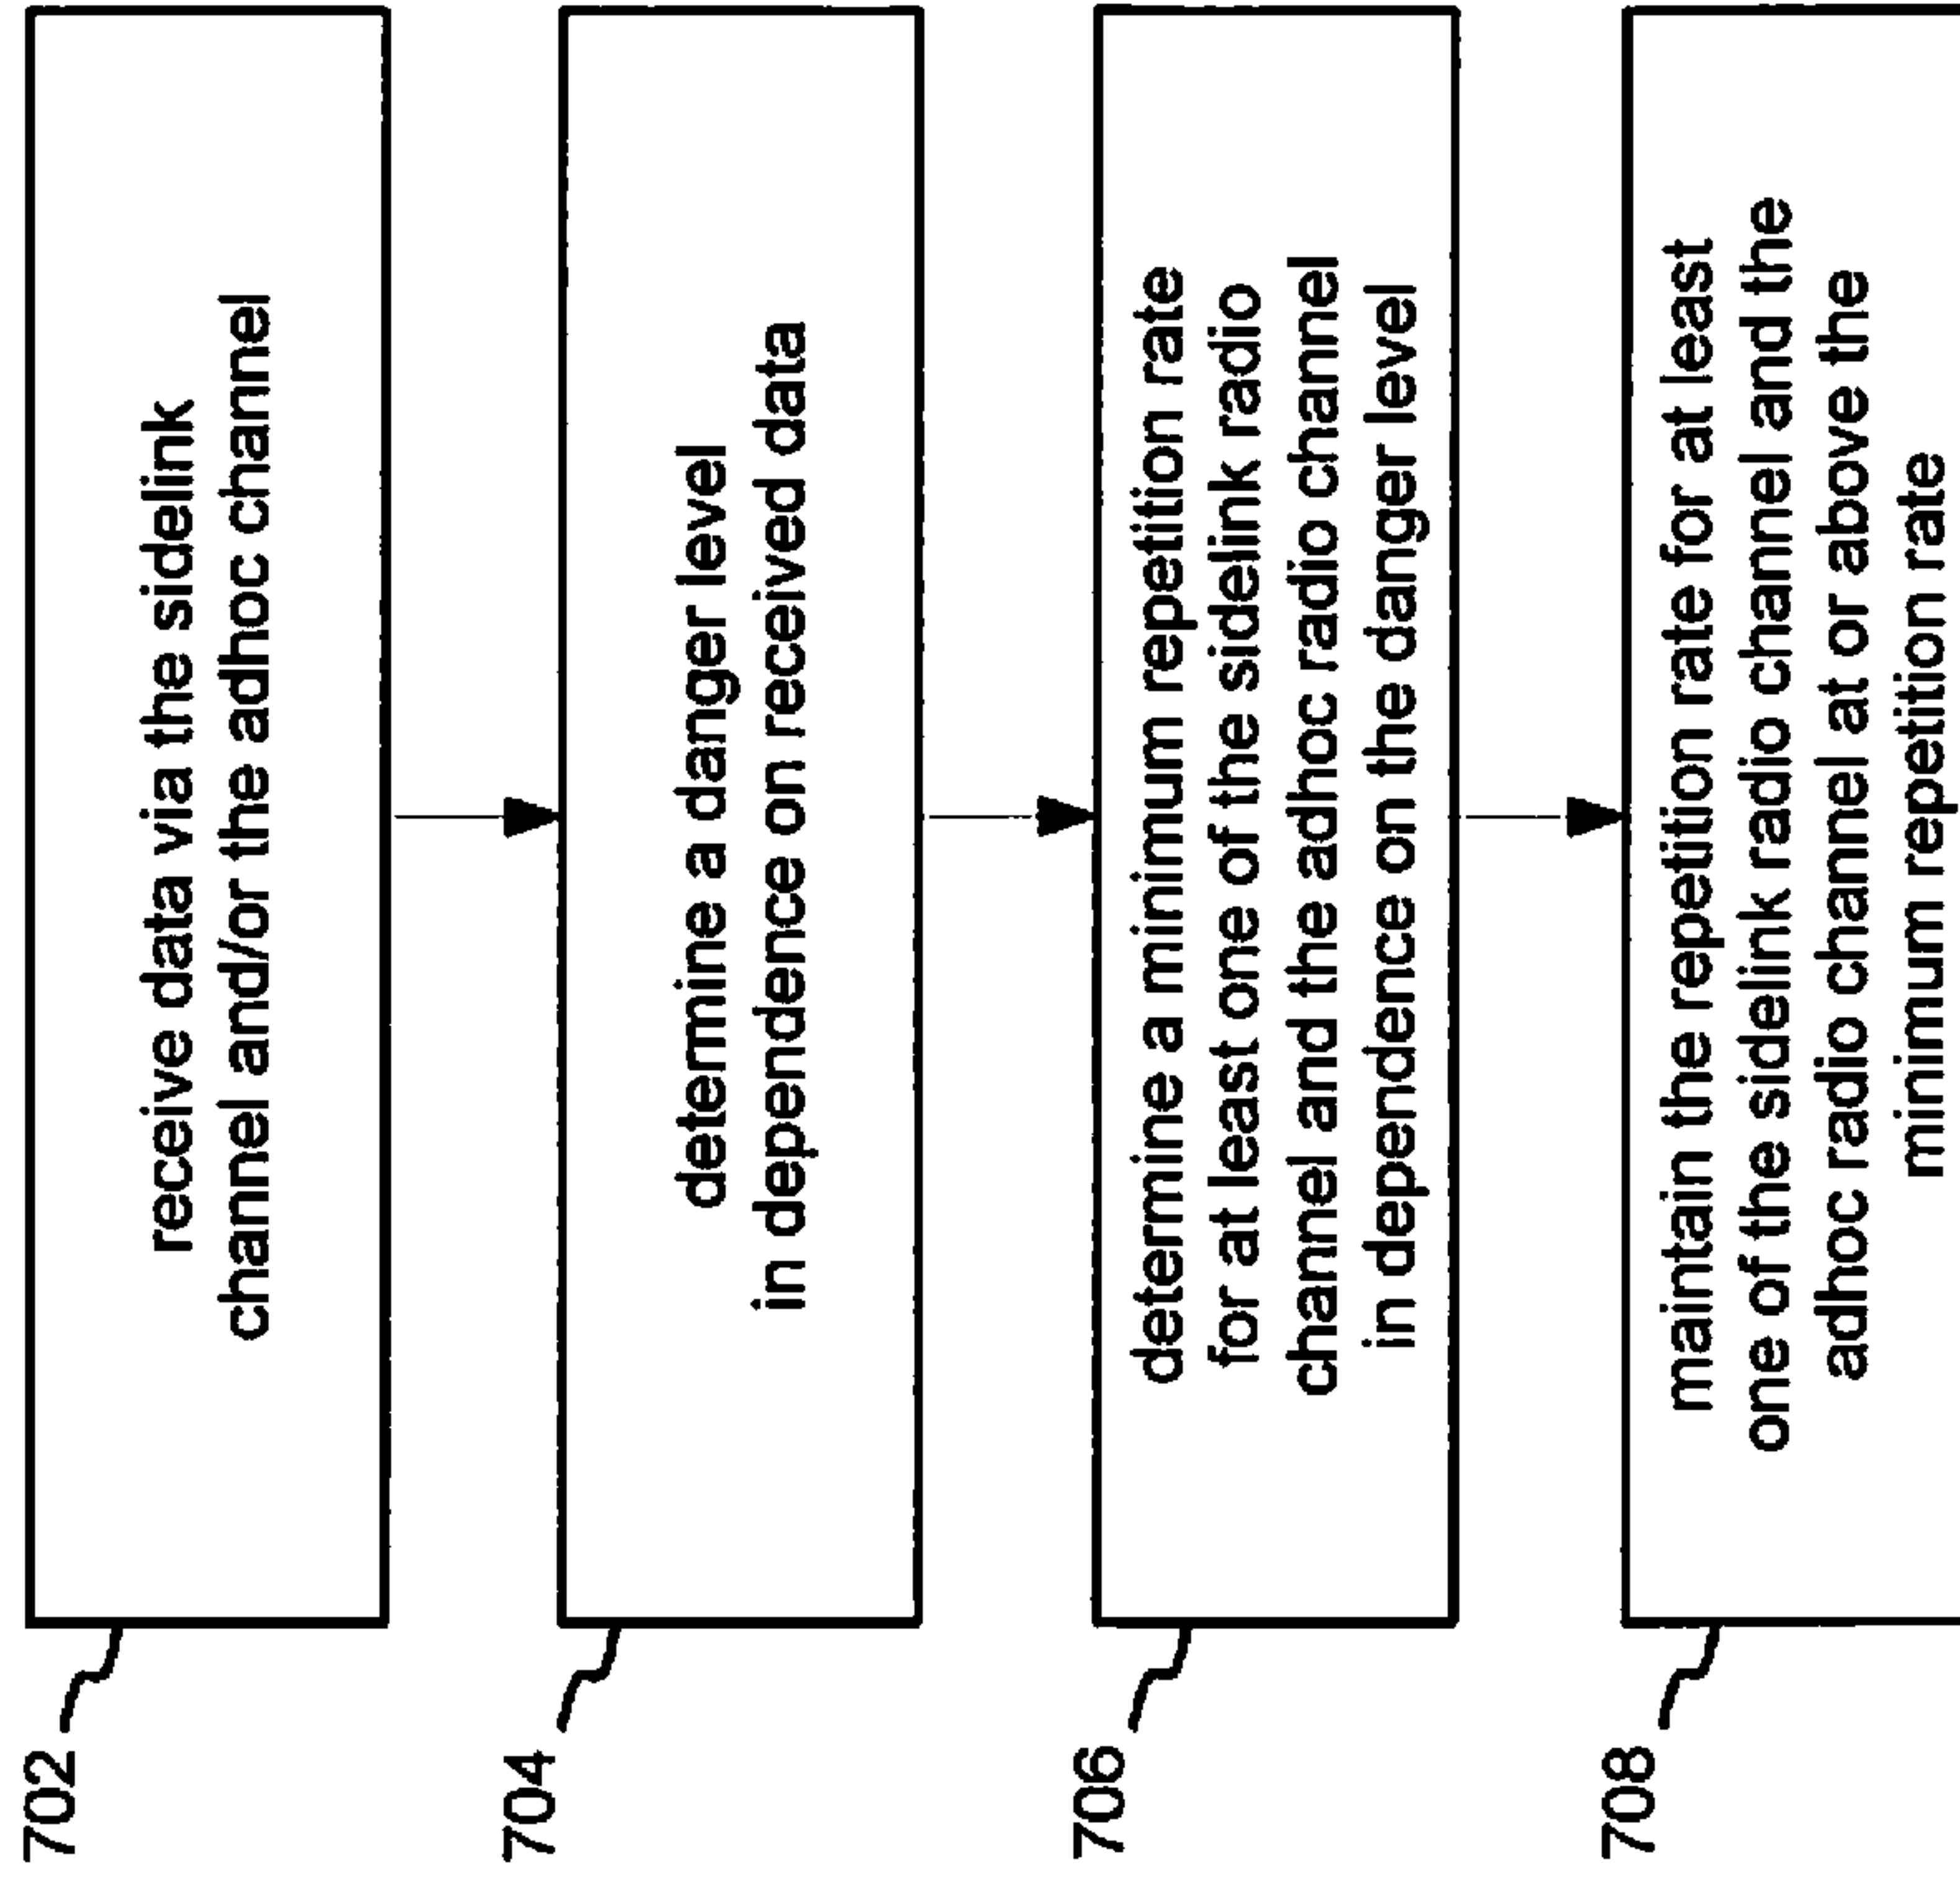 702
receive data via the sidelink
channel and/or the adhoc channel
704
determine a danger level
in dependence on received data
706
determine a minimum repetition rate
for at least one of the sidelink radio
channel and the adhoc radio channel
in dependence on the danger level
708
maintain the repetition rate for at least
one of the sidelink radio channel and the
adhoc radio channel at or above the
minimum repetition rate